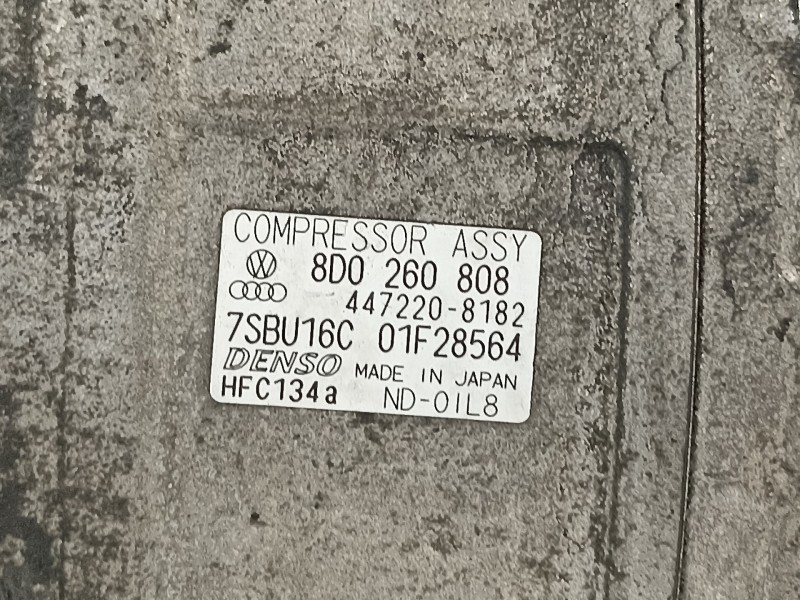 COMPRESSOR ASSY
8D0 260 808
447220-8182
7SBU16C 01F28564
DENSO MADE IN JAPAN
HFC134a ND-OIL8